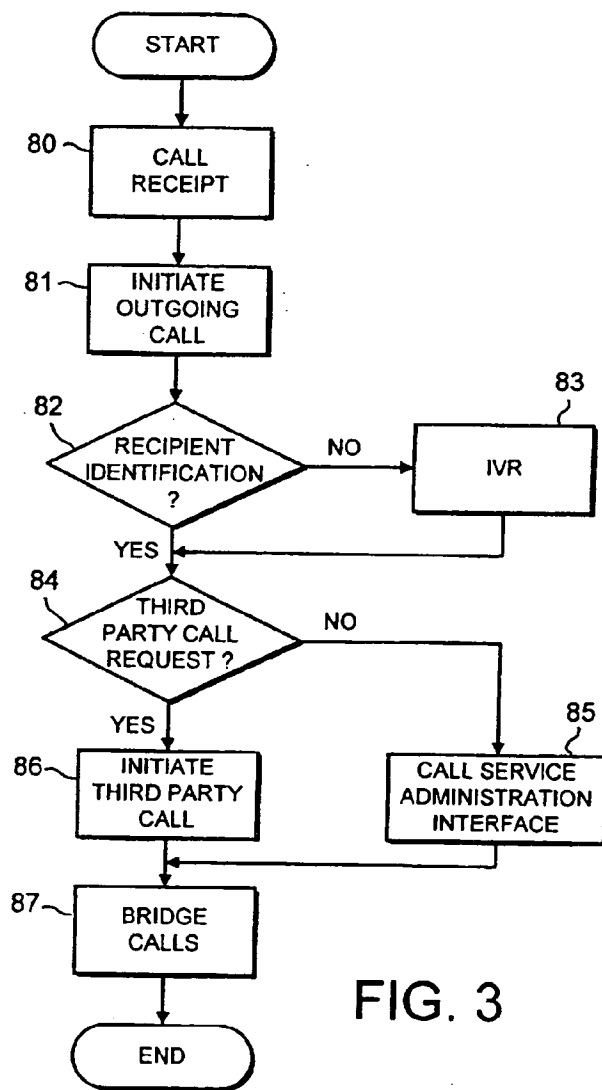 START
80
CALL
RECEIPT
81
INITIATE
OUTGOING
CALL
82
RECIPIENT
IDENTIFICATION
?
NO
83
IVR
YES
84
THIRD
PARTY CALL
REQUEST ?
NO
YES
85
CALL SERVICE
ADMINISTRATION
INTERFACE
86
INITIATE
THIRD PARTY
CALL
87
BRIDGE
CALLS
FIG. 3
END